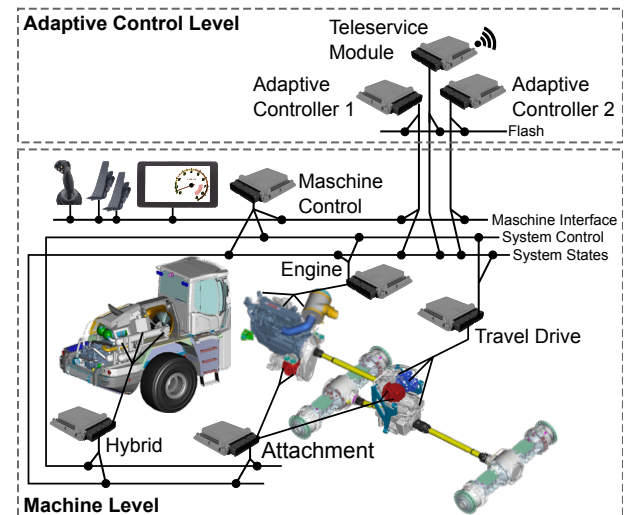 Adaptive Control Level
Teleservice
Module
Adaptive
Controller 1
Adaptive
Controller 2
Flash
Maschine
Control
Maschine Interface
System Control
System States
Engine
Travel Drive
Hybrid
Attachment
Machine Level